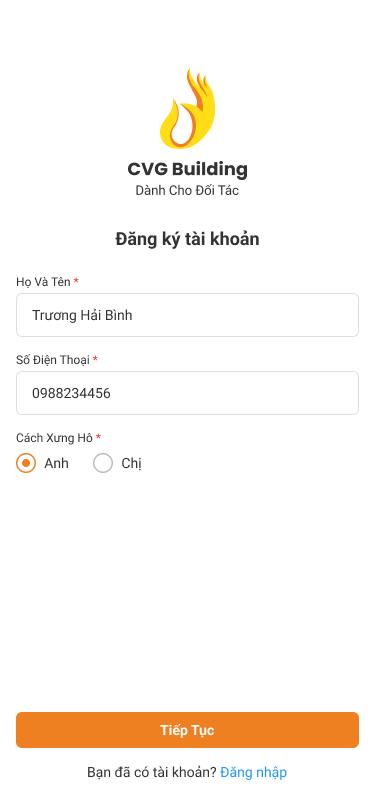 CVG Building
Dành Cho Đối Tác
Đăng ký tài khoản
Họ Và Tên *
Trương Hải Bình
Số Điện Thoại *
0988234456
Cách Xưng Hô *
Anh
Chị
Tiếp Tục
Bạn đã có tài khoản? Đăng nhập